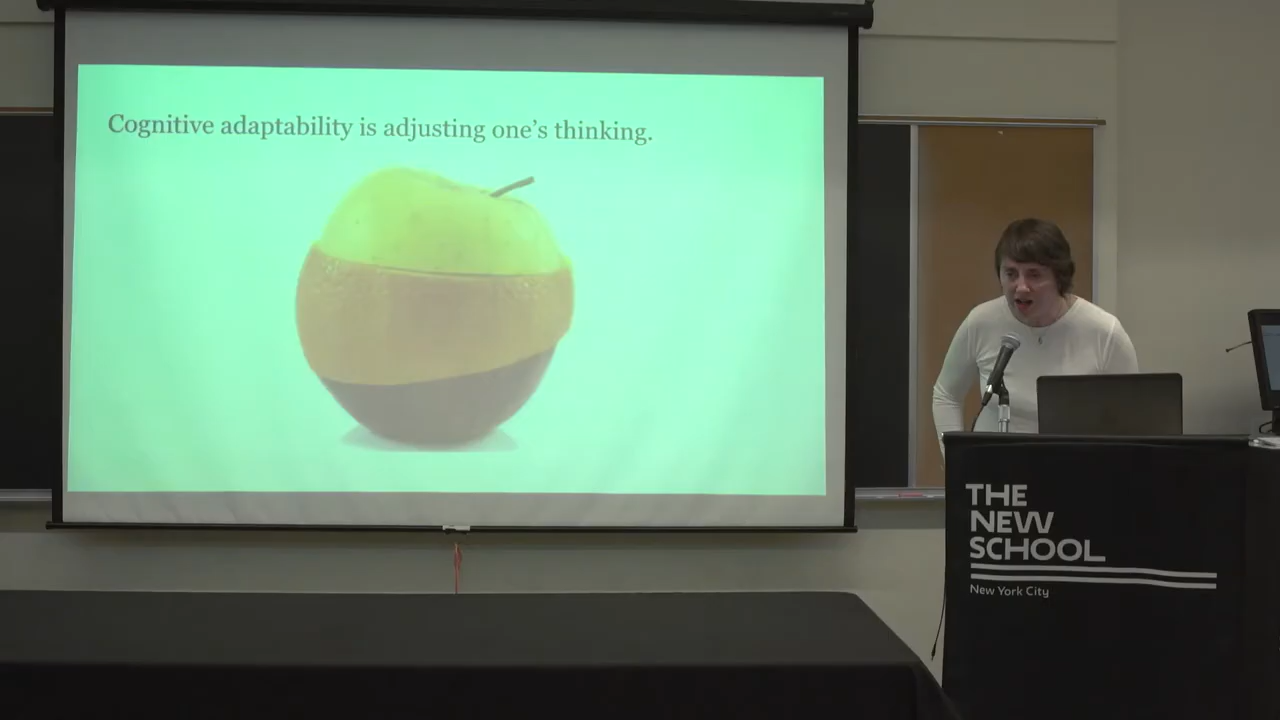 Cognitive adaptability is adjusting one's thinking.
THE
NEW
SCHOOL
New York City